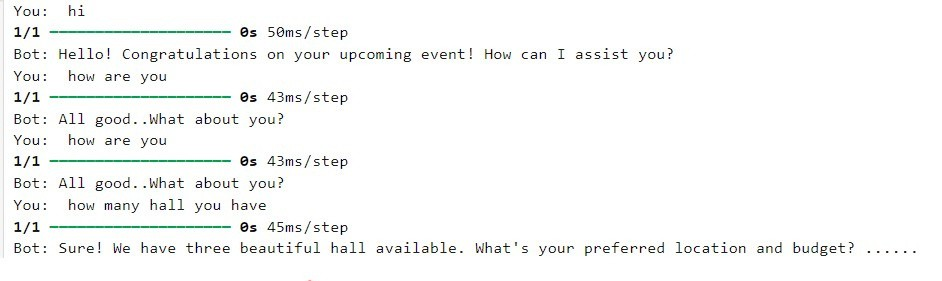 You:  hi
1/1 ━━━━━━━━━━━━━━━━━━━━ 0s 50ms/step
Bot: Hello! Congratulations on your upcoming event! How can I assist you?
You:  how are you
1/1 ━━━━━━━━━━━━━━━━━━━━ 0s 43ms/step
Bot: All good..What about you?
You:  how are you
1/1 ━━━━━━━━━━━━━━━━━━━━ 0s 43ms/step
Bot: All good..What about you?
You:  how many hall you have
1/1 ━━━━━━━━━━━━━━━━━━━━ 0s 45ms/step
Bot: Sure! We have three beautiful hall available. What's your preferred location and budget? ......